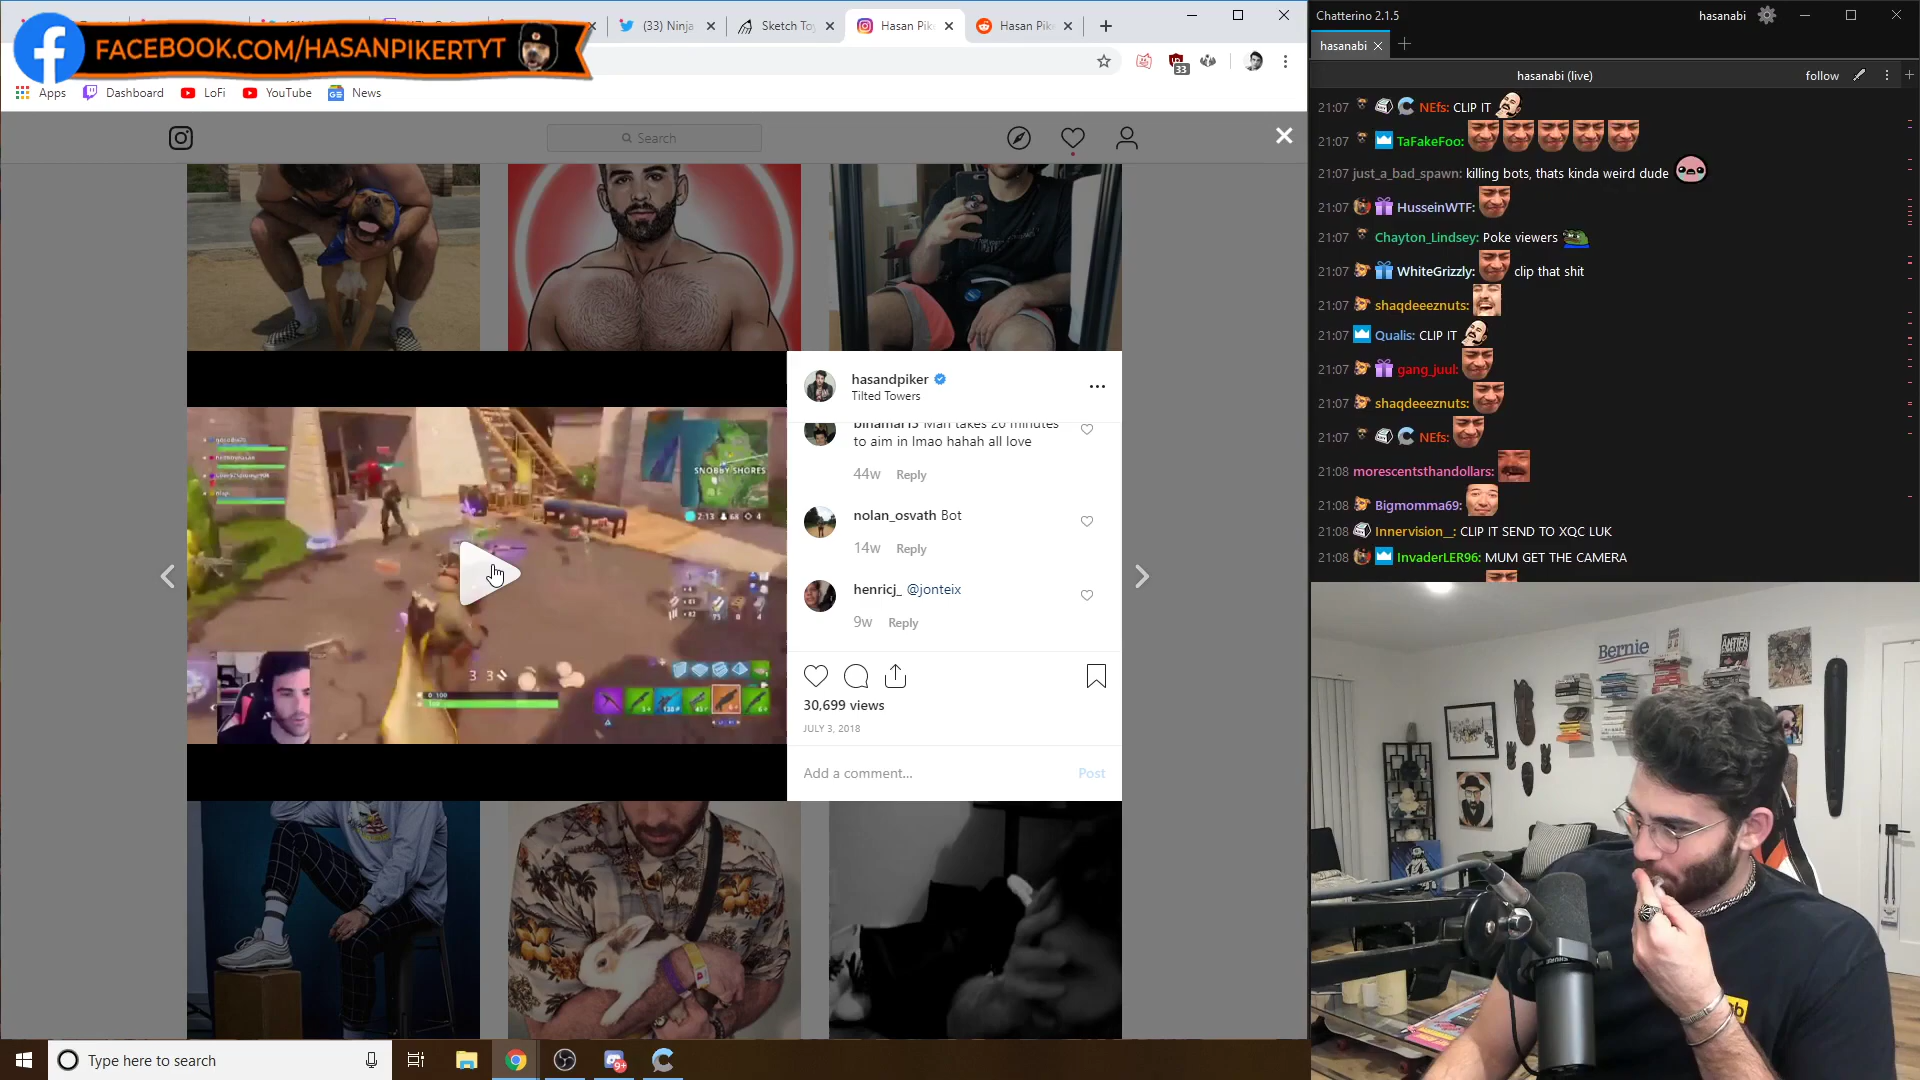 FACEBOOK.COM/HASANPIKERTYT
(33) Ninja
Sketch Toy
Hasan Pike
Hasan Pike
33
Apps
Dashboard
LoFi
YouTube
News
Search
hasandpiker
Tilted Towers
to aim in lmao hahah all love
44w Reply
nolan_osvath Bot
14w Reply
henricj_ @jonteix
9w Reply
30,699 views
JULY 3, 2018
Add a comment...
Post
SNOBBY SHORES
Type here to search
Chatterino 2.1.5
hasanabi
hasanabi
hasanabi (live)
follow
21:07 NEfs: CLIP IT
21:07 TaFakeFoo:
21:07 just_a_bad_spawn: killing bots, thats kinda weird dude
21:07 HusseinWTF:
21:07 Chayton_Lindsey: Poke viewers
21:07 WhiteGrizzly: clip that shit
21:07 shaqdeeeznuts:
21:07 Qualis: CLIP IT
21:07 gang_juul:
21:07 shaqdeeeznuts:
21:07 NEfs:
21:08 morescentsthandollars:
21:08 Bigmomma69:
21:08 Innervision__: CLIP IT SEND TO XQC LUK
21:08 InvaderLER96: MUM GET THE CAMERA
Bernie